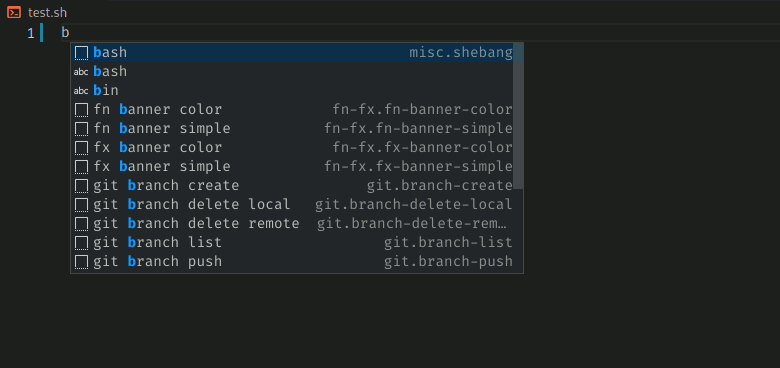 test.sh
1 b
bash misc.shebang
abc bash
abc bin
fn banner color fn-fx.fn-banner-color
fn banner simple fn-fx.fn-banner-simple
fx banner color fn-fx.fx-banner-color
fx banner simple fn-fx.fx-banner-simple
git branch create git.branch-create
git branch delete local git.branch-delete-local
git branch delete remote git.branch-delete-rem…
git branch list git.branch-list
git branch push git.branch-push